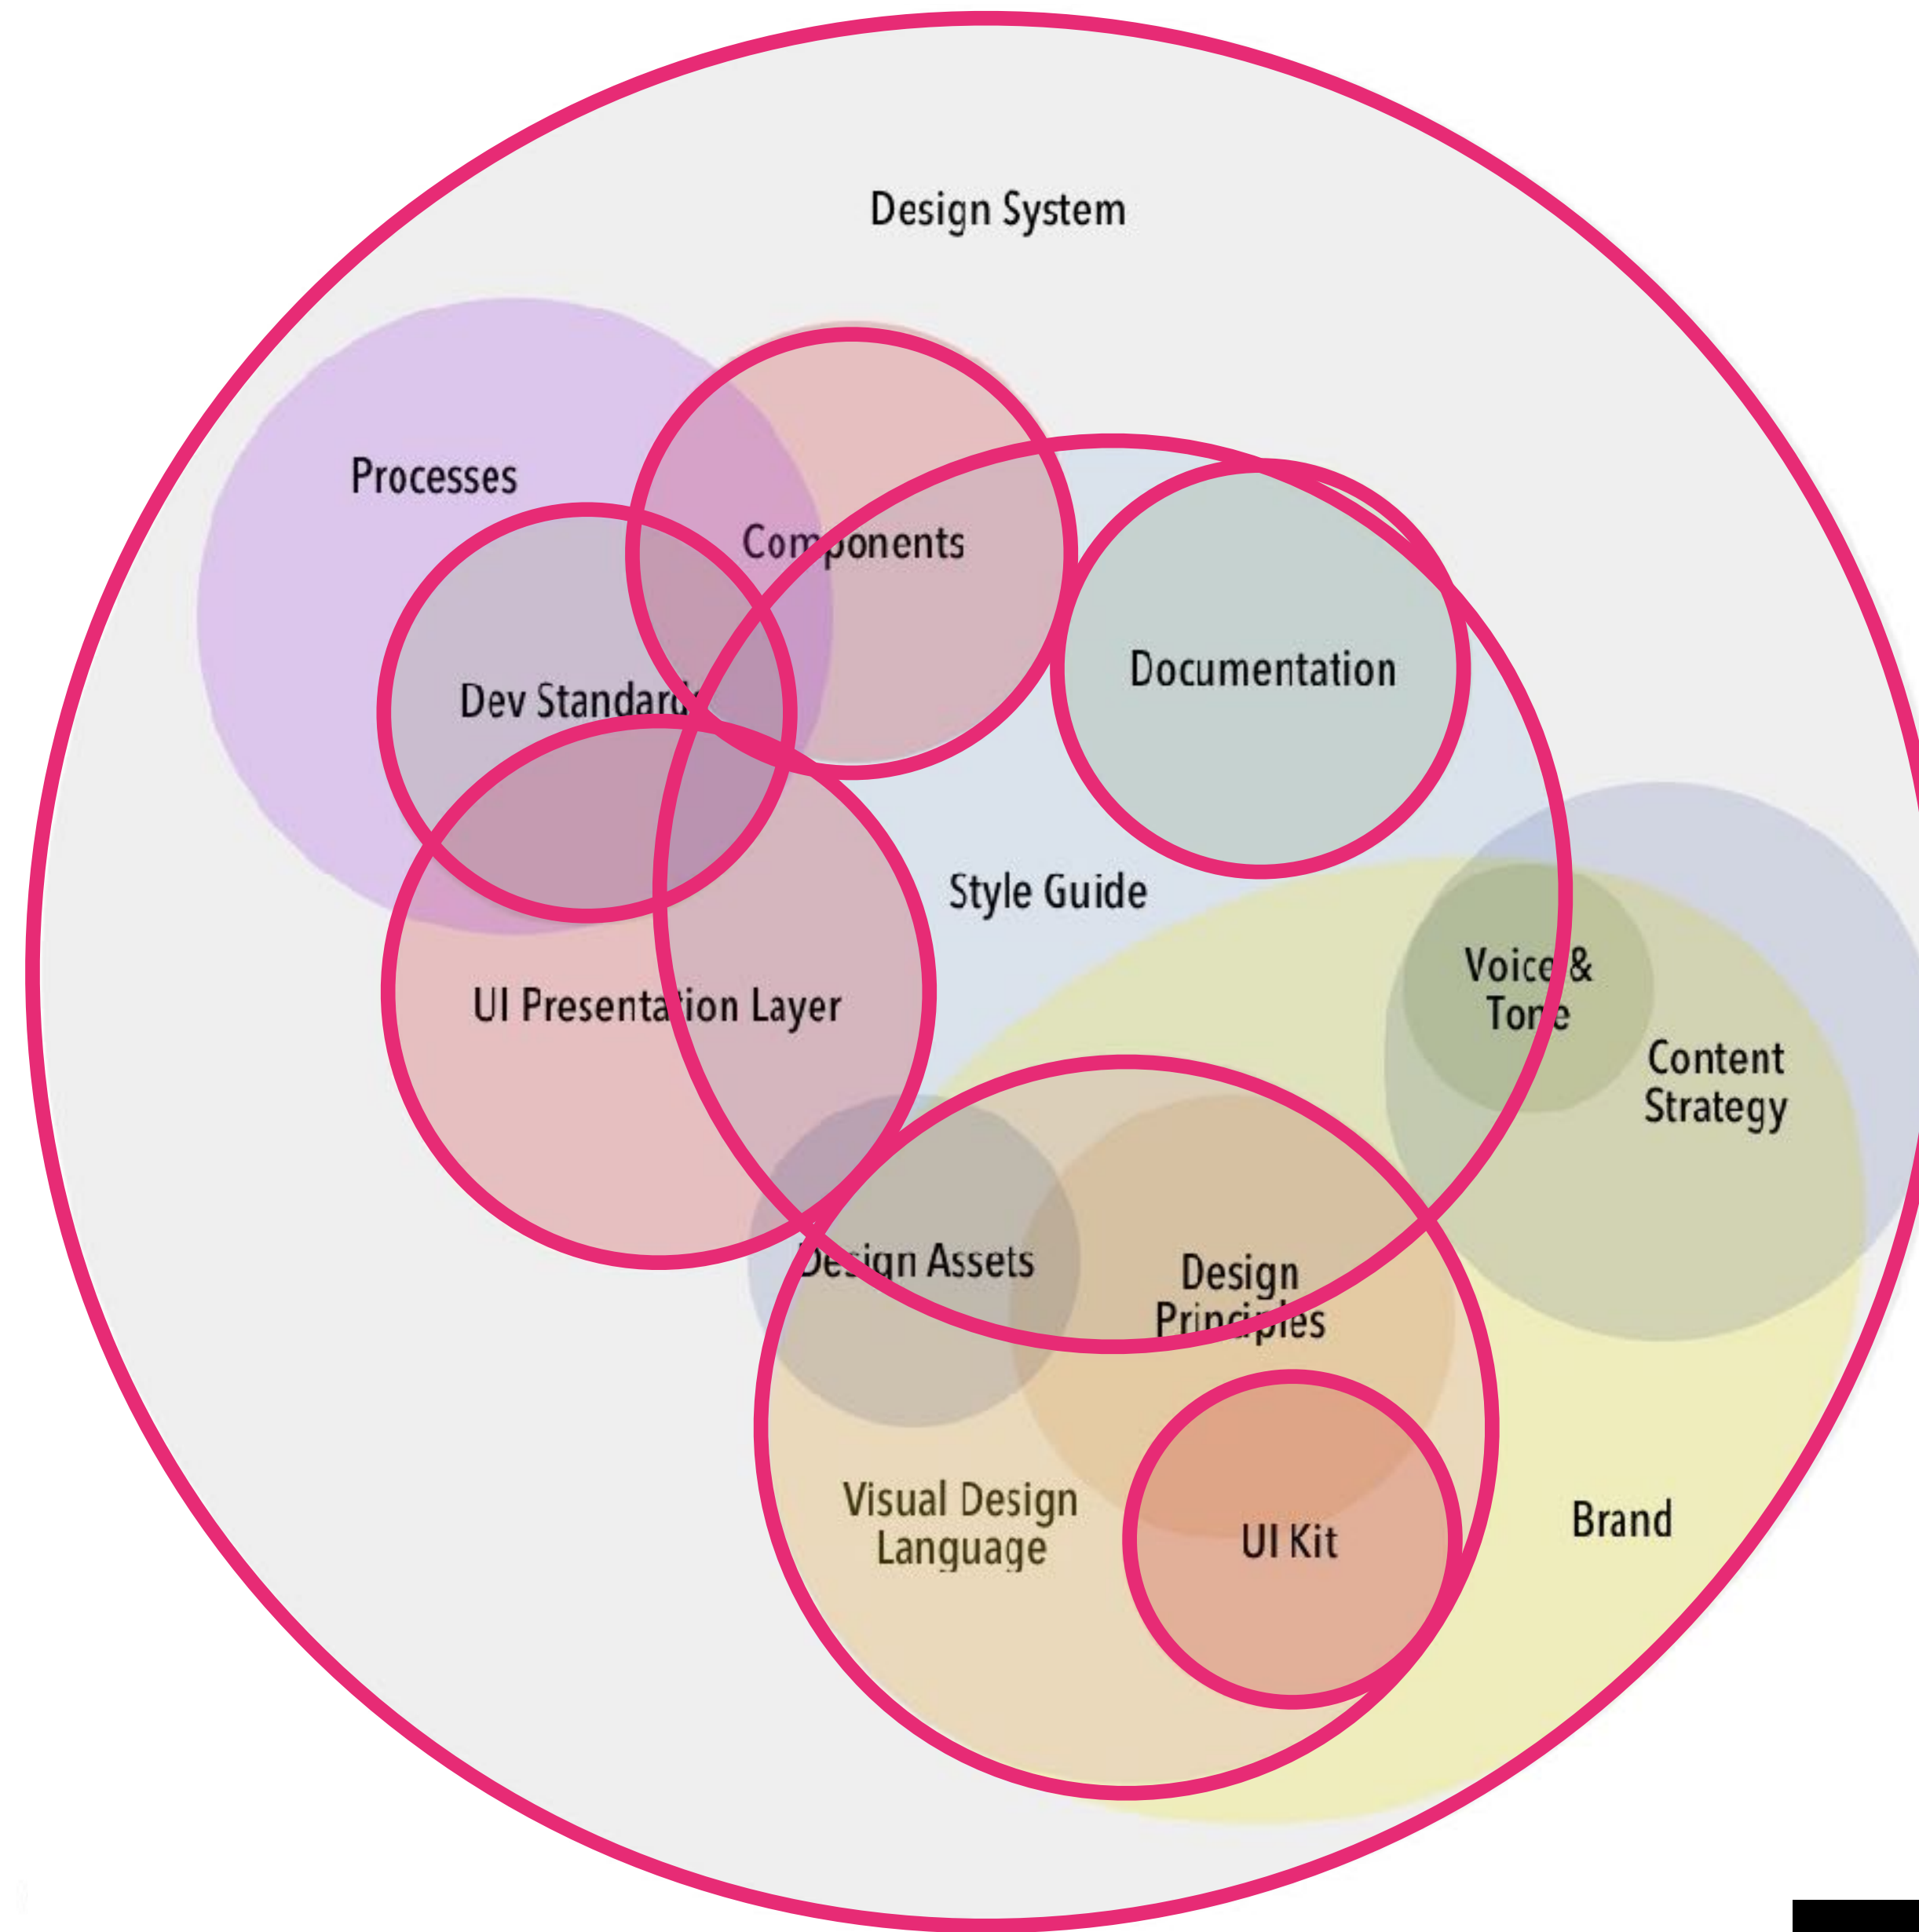 Design System
Processes
Components
Documentation
Dev Standards
Style Guide
Voice &
Tone
UI Presentation Layer
Content
Strategy
Design Assets
Design
Principles
Visual Design
Language
UI Kit
Brand